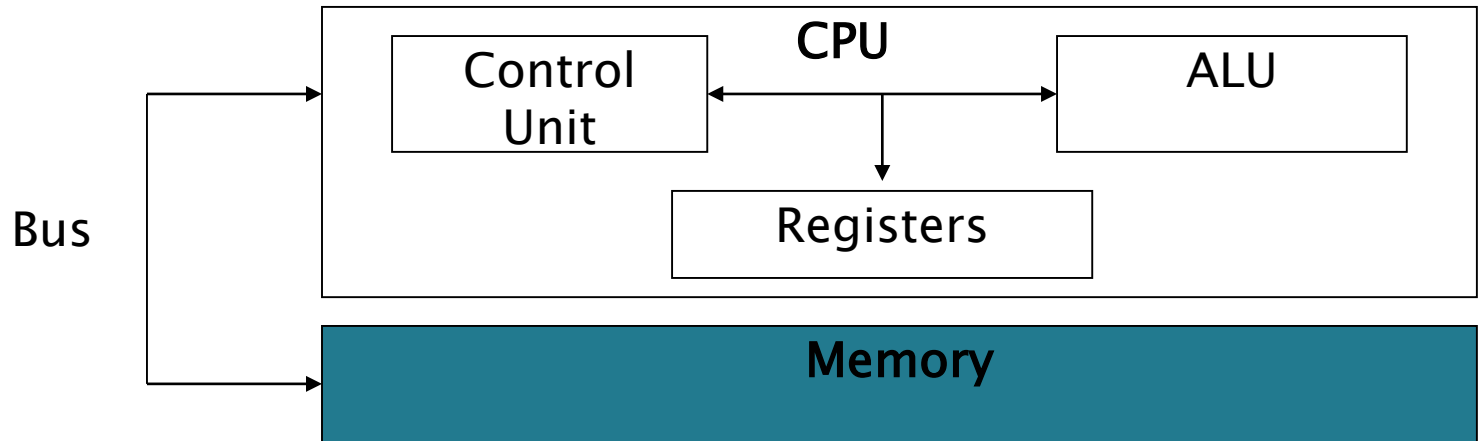 CPU
Control
Unit
ALU
Registers
Bus
Memory